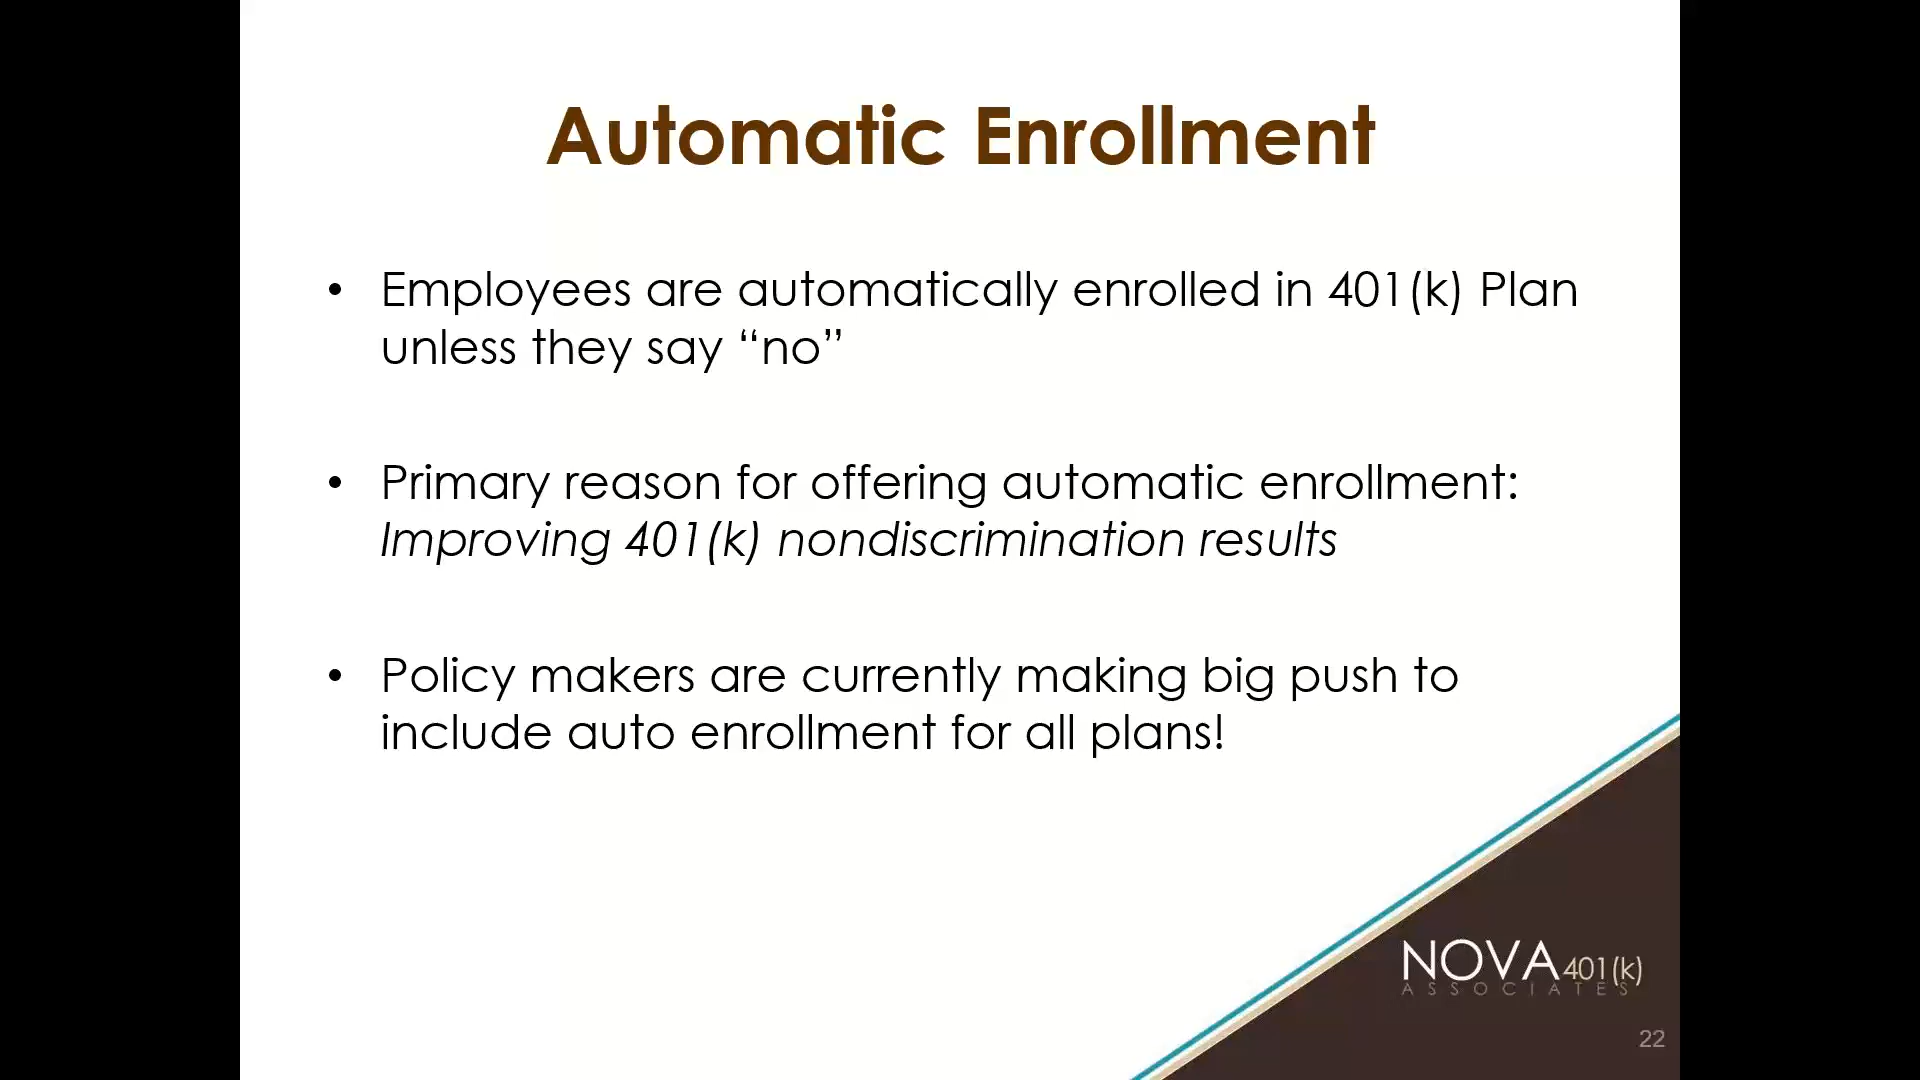 Automatic Enrollment
• Employees are automatically enrolled in 401(k) Plan
unless they say “no”
• Primary reason for offering automatic enrollment:
Improving 401(k) nondiscrimination results
• Policy makers are currently making big push to
include auto enrollment for all plans!
NOVA 401(k)
ASSOCIATES
22